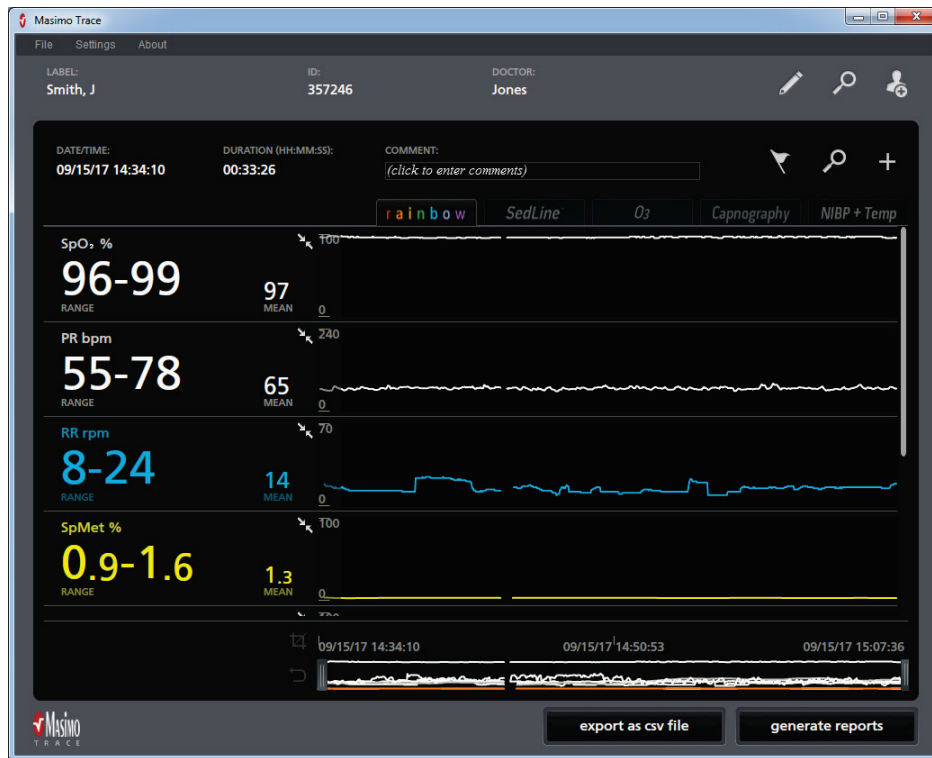 Masimo Trace
File Settings About
LABEL: ID: DOCTOR:
Smith, J 357246 Jones
DATE/TIME: DURATION (HH:MM:SS): COMMENT:
09/15/17 14:34:10 00:33:26 (click to enter comments)
rainbow SedLine O3 Capnography NIBP + Temp
SpO₂ % 100
96-99 97
RANGE MEAN 0
PR bpm 240
55-78 65
RANGE MEAN 0
RR rpm 70
8-24 14
RANGE MEAN 0
SpMet % 100
0.9-1.6 1.3
RANGE MEAN 0
09/15/17 14:34:10 09/15/17 14:50:53 09/15/17 15:07:36
Masimo
TRACE
export as csv file generate reports